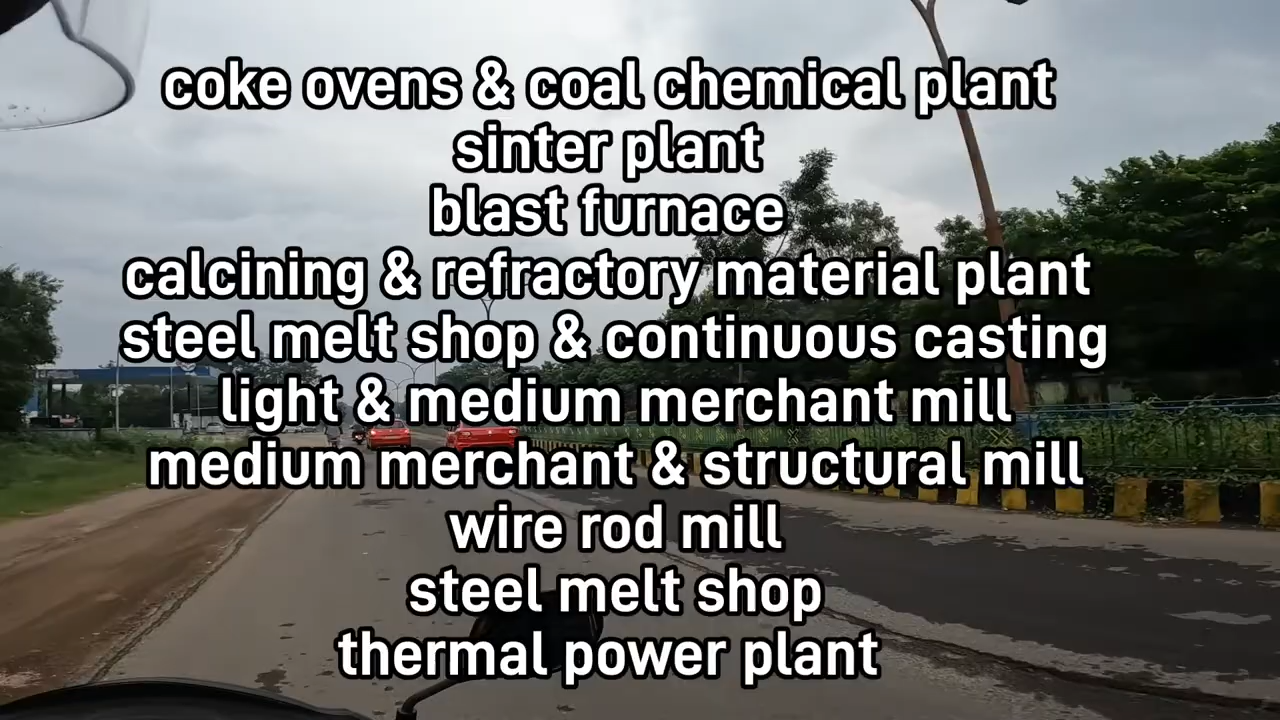 coke ovens & coal chemical plant
sinter plant
blast furnace
calcining & refractory material plant
steel melt shop & continuous casting
light & medium merchant mill
medium merchant & structural mill
wire rod mill
steel melt shop
thermal power plant